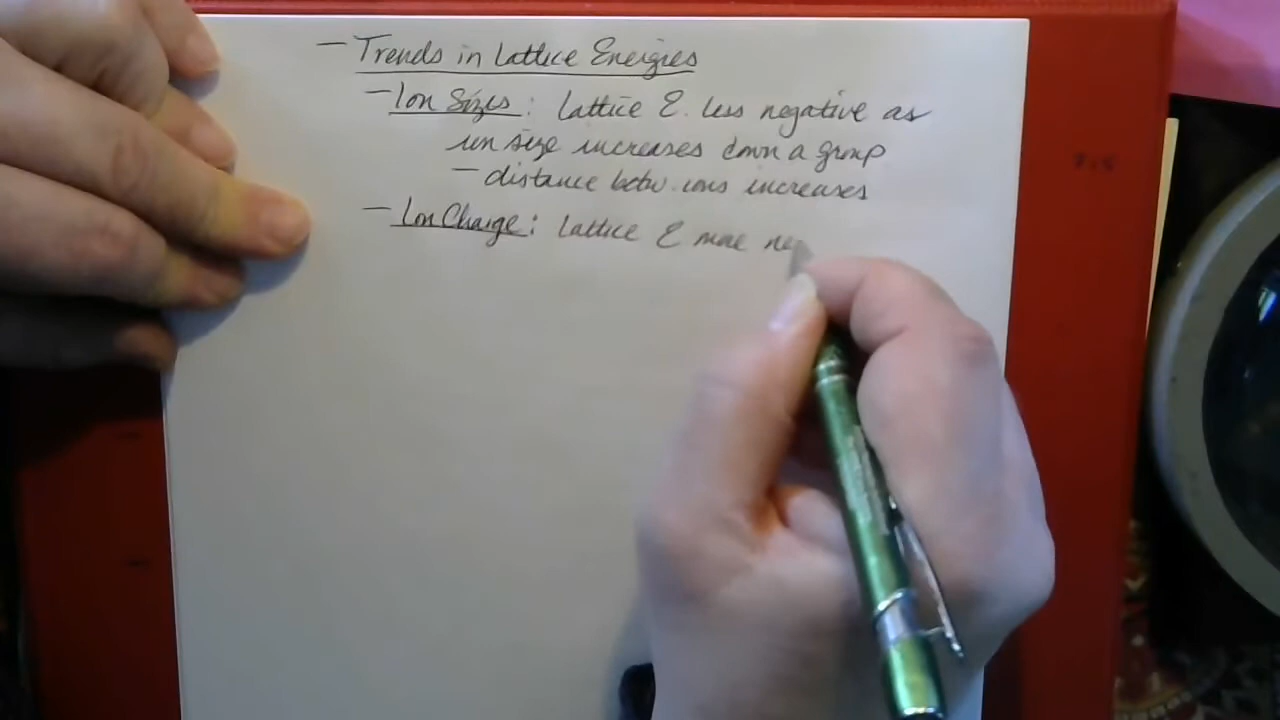 – Trends in Lattice Energies
– Ion Sizes: Lattice E. less negative as
ion size increases down a group
– distance betw. ions increases
– Ion Charge: Lattice E more ne